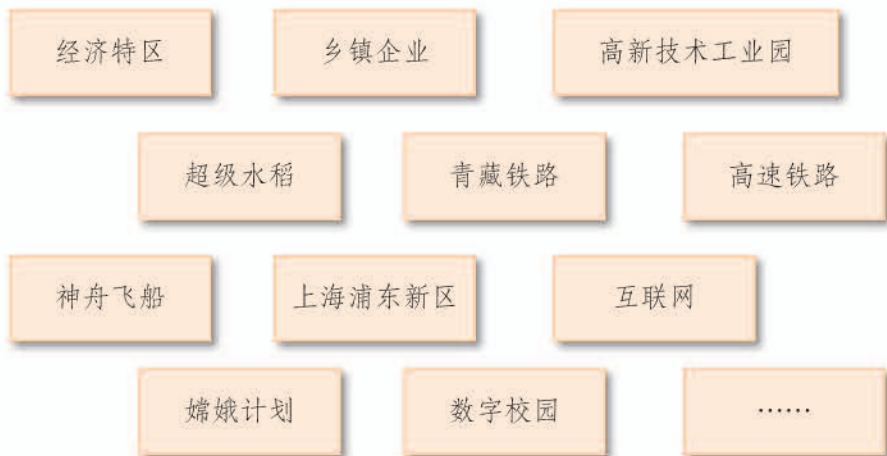 经济特区
乡镇企业
高新技术工业园
超级水稻
青藏铁路
高速铁路
神舟飞船
上海浦东新区
互联网
嫦娥计划
数字校园
……